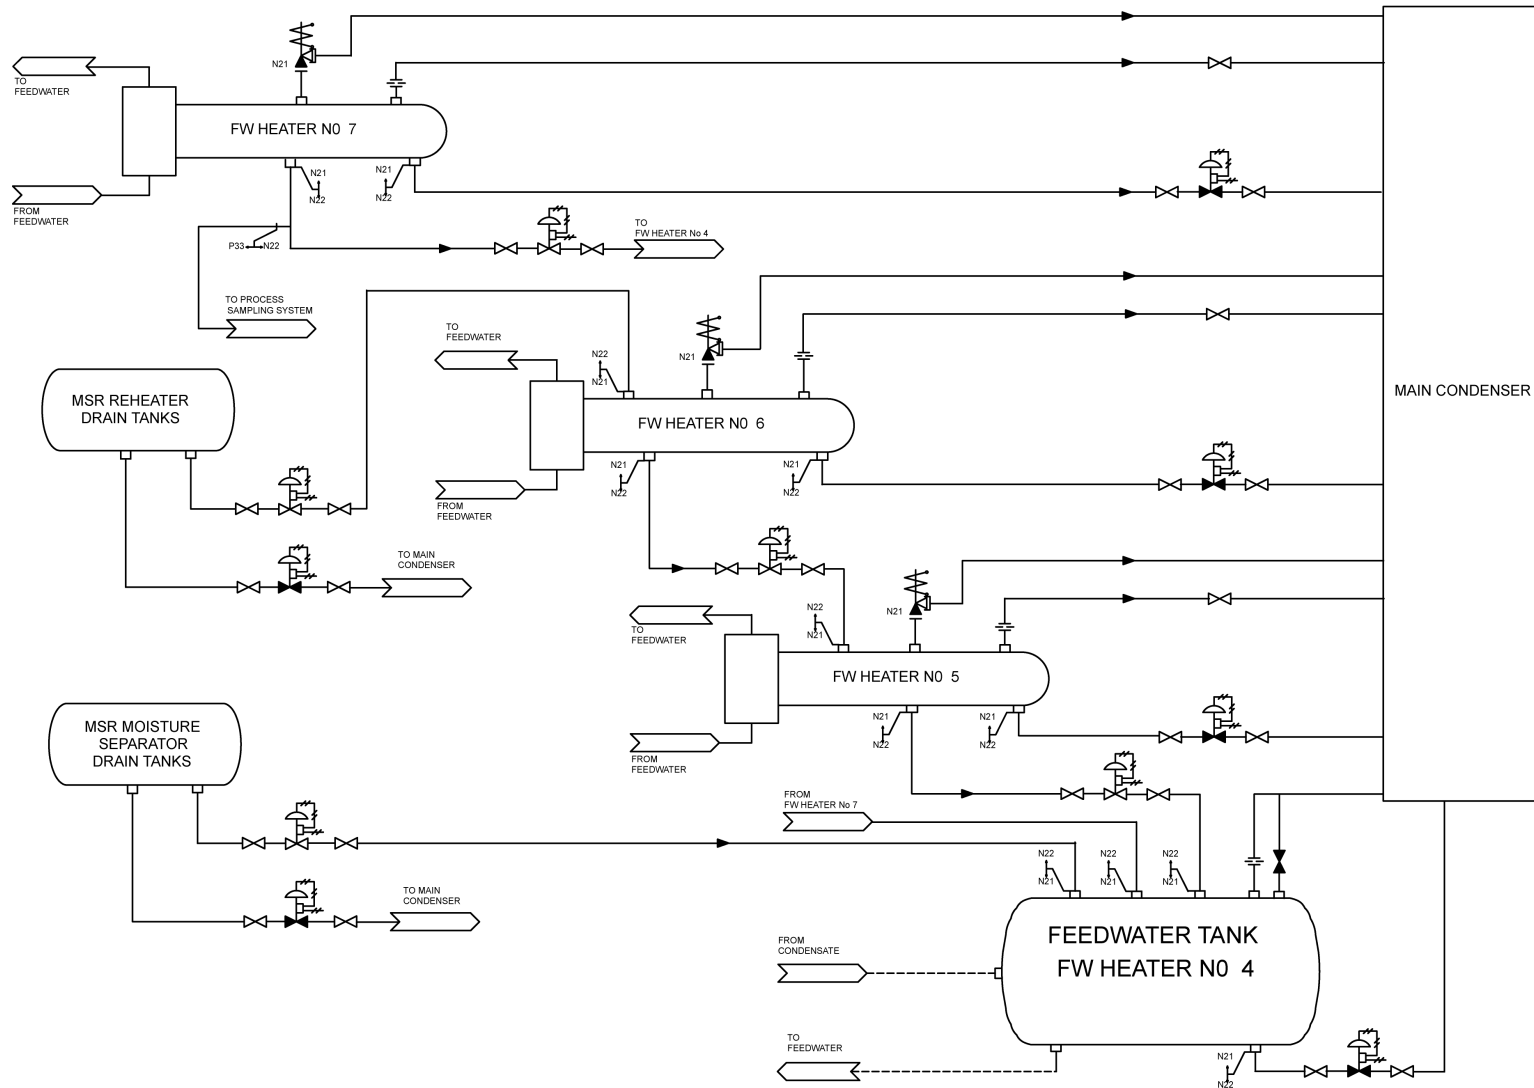 N21
TO
FEEDWATER
FW HEATER N0 7
MAIN CONDENSER
FROM
FEEDWATER
N21
N22
N21
N22
P33
N22
TO
FW HEATER No 4
TO PROCESS
SAMPLING SYSTEM
MSR REHEATER
DRAIN TANKS
TO
FEEDWATER
N22
N21
N21
FW HEATER N0 6
FROM
FEEDWATER
N21
N22
N21
N22
TO MAIN
CONDENSER
TO
FEEDWATER
N22
N21
N21
FW HEATER N0 5
FROM
FEEDWATER
N21
N22
N21
N22
MSR MOISTURE
SEPARATOR
DRAIN TANKS
FROM
FW HEATER No 7
TO MAIN
CONDENSER
N22
N21
N22
N21
N22
N21
FEEDWATER TANK
FW HEATER N0 4
FROM
CONDENSATE
TO
FEEDWATER
N21
N22